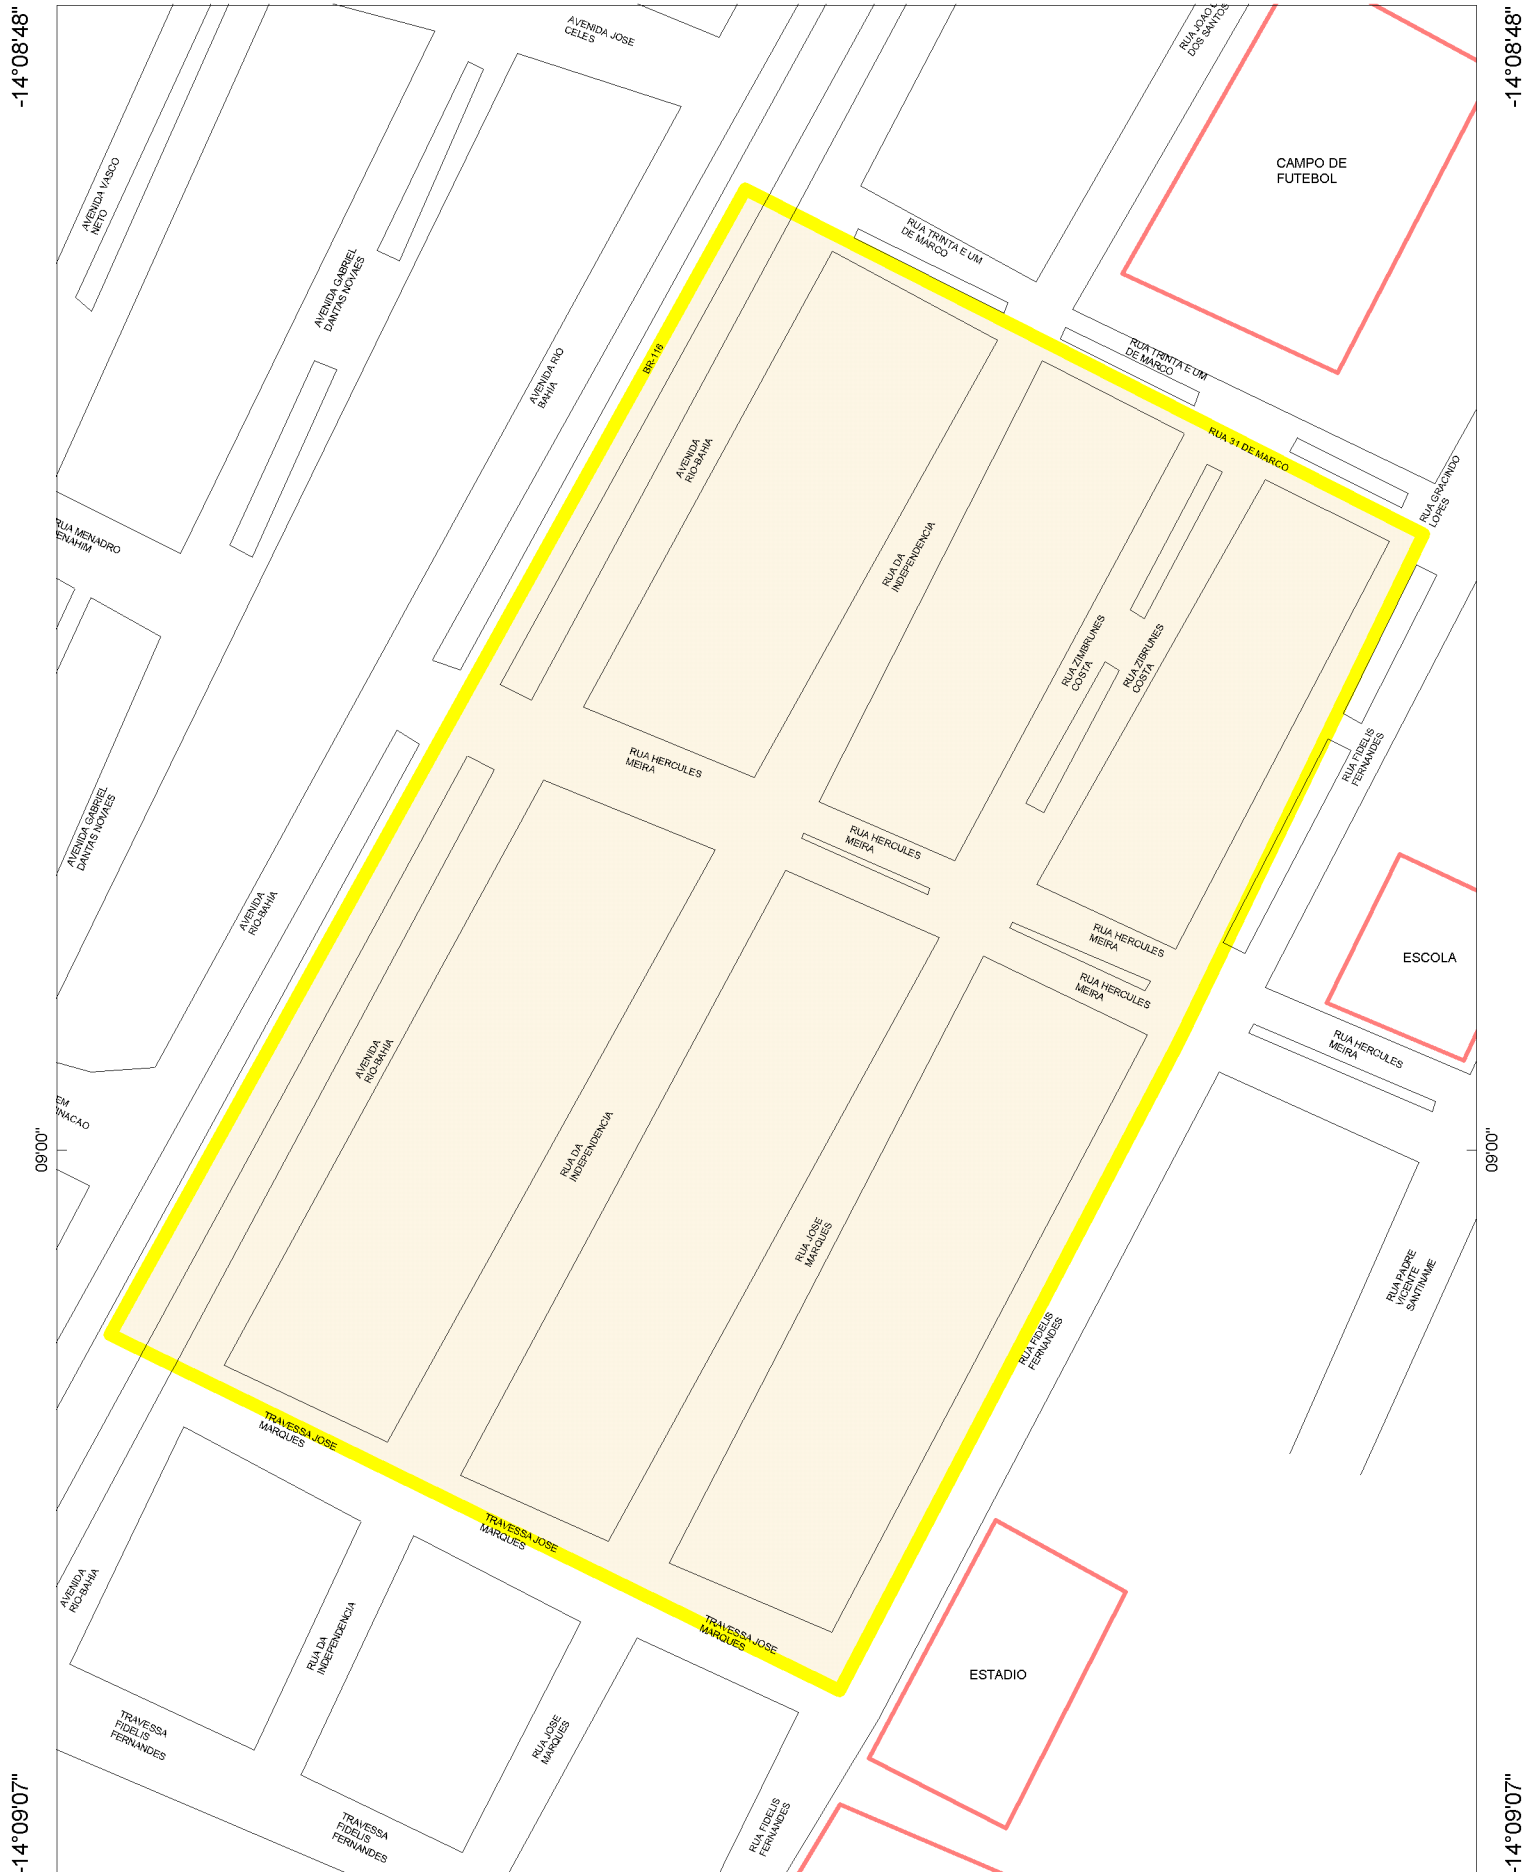 -14°08'48"
-14°08'48"
AVENIDA JOSE
CELES
DOS SANTOS
CAMPO DE
FUTEBOL
AVENIDA VASCO
NETO
RUA TRINTA E UM
DE MARCO
AVENIDA GABRIEL
DANTAS NOVAES
AVENIDA RIO
BAHIA
BR-116
RUA TRINTA E UM
DE MARCO
RUA 31 DE MARCO
AVENIDA
RIO-BAHIA
RUA GRACINDO
LOPES
RUA MENADRO
RUA DA
INDEPENDENCIA
RUA ZIMBRUNES
COSTA
RUA ZIBRUNES
COSTA
RUA HERCULES
MEIRA
RUA FIDELIS
FERNANDES
AVENIDA GABRIEL
DANTAS NOVAES
RUA HERCULES
MEIRA
AVENIDA
RIO-BAHIA
RUA HERCULES
MEIRA
ESCOLA
RUA HERCULES
MEIRA
RUA HERCULES
MEIRA
AVENIDA
RIO-BAHIA
EM
INACAO
RUA DA
INDEPENDENCIA
09'00"
09'00"
RUA JOSE
MARQUES
RUA PADRE
VICENTE
SANTINAME
RUA FIDELIS
FERNANDES
TRAVESSA JOSE
MARQUES
TRAVESSA JOSE
MARQUES
AVENIDA
RIO-BAHIA
RUA DA
INDEPENDENCIA
TRAVESSA JOSE
MARQUES
ESTADIO
TRAVESSA
FIDELIS
FERNANDES
RUA JOSE
MARQUES
TRAVESSA
FIDELIS
FERNANDES
RUA FIDELIS
FERNANDES
-14°09'07"
-14°09'07"